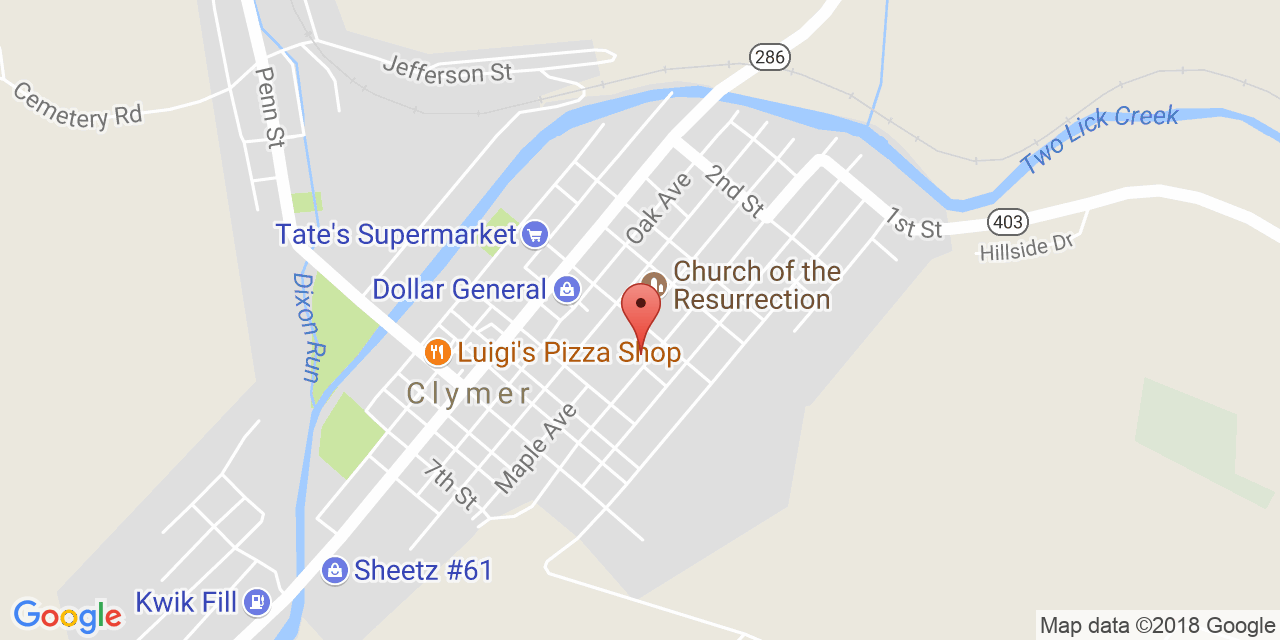 286
Jefferson St
Cemetery Rd
Penn St
Two Lick Creek
2nd St
Oak Ave
1st St
403
Hillside Dr
Tate's Supermarket
Church of the
Resurrection
Dollar General
Dixon Run
Luigi's Pizza Shop
Clymer
Maple Ave
7th St
Sheetz #61
Kwik Fill
Google
Map data ©2018 Google